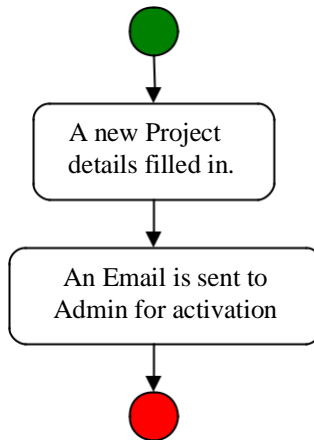 A new Project
details filled in.
An Email is sent to
Admin for activation